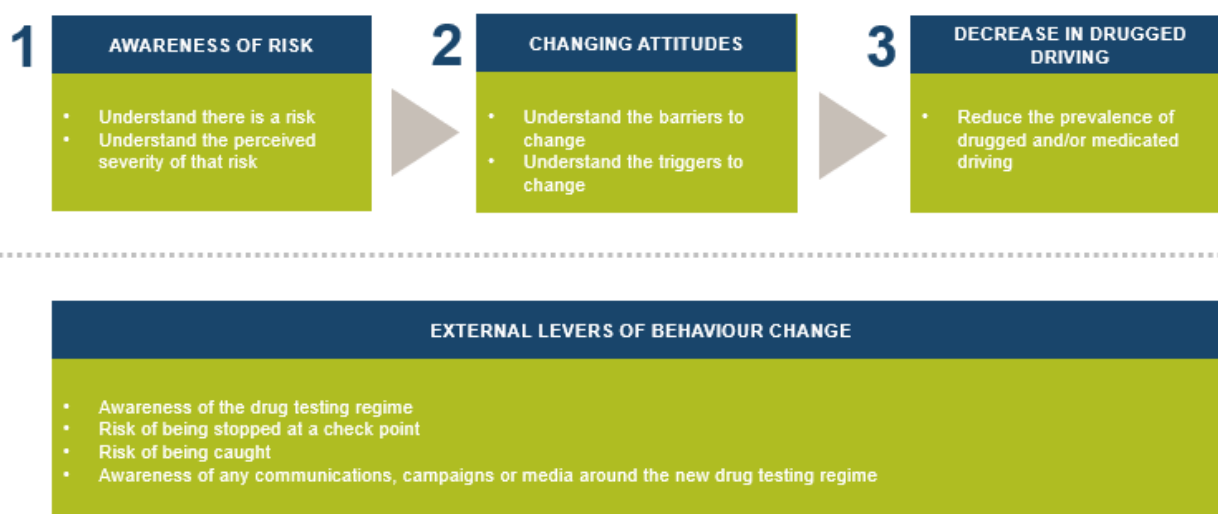 1
AWARENESS OF RISK
• Understand there is a risk
• Understand the perceived
severity of that risk
2
CHANGING ATTITUDES
• Understand the barriers to
change
• Understand the triggers to
change
3
DECREASE IN DRUGGED
DRIVING
• Reduce the prevalence of
drugged and/or medicated
driving
EXTERNAL LEVERS OF BEHAVIOUR CHANGE
• Awareness of the drug testing regime
• Risk of being stopped at a check point
• Risk of being caught
• Awareness of any communications, campaigns or media around the new drug testing regime